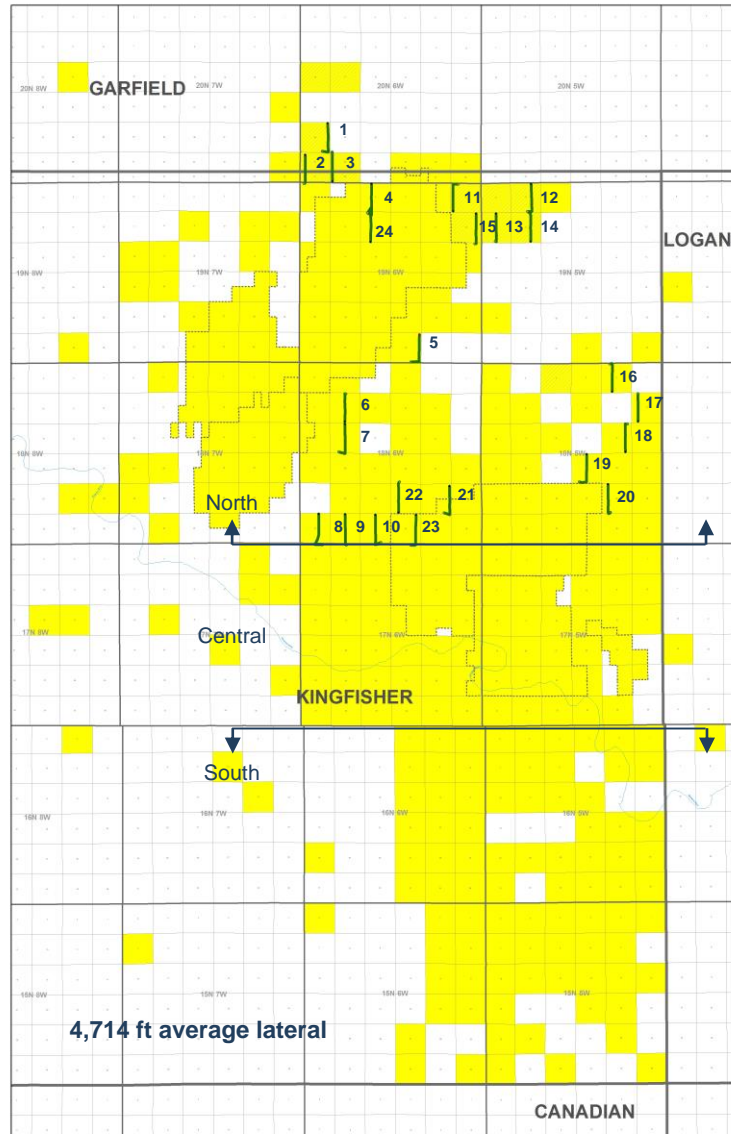 20N 8W
GARFIELD
20N 7W
20N 6W
20N 5W
1
2
3
4
11
12
24
15
13
14
LOGAN
19N 8W
19N 7W
19N 6W
19N 5W
5
16
6
17
7
18
18N 8W
18N 7W
18N 6W
18N 5W
19
22
21
20
North
8
9
10
23
17N 8W
Central
17N 6W
17N 5W
KINGFISHER
South
16N 8W
16N 7W
16N 6W
16N 5W
15N 8W
15N 7W
15N 6W
4,714 ft average lateral
CANADIAN